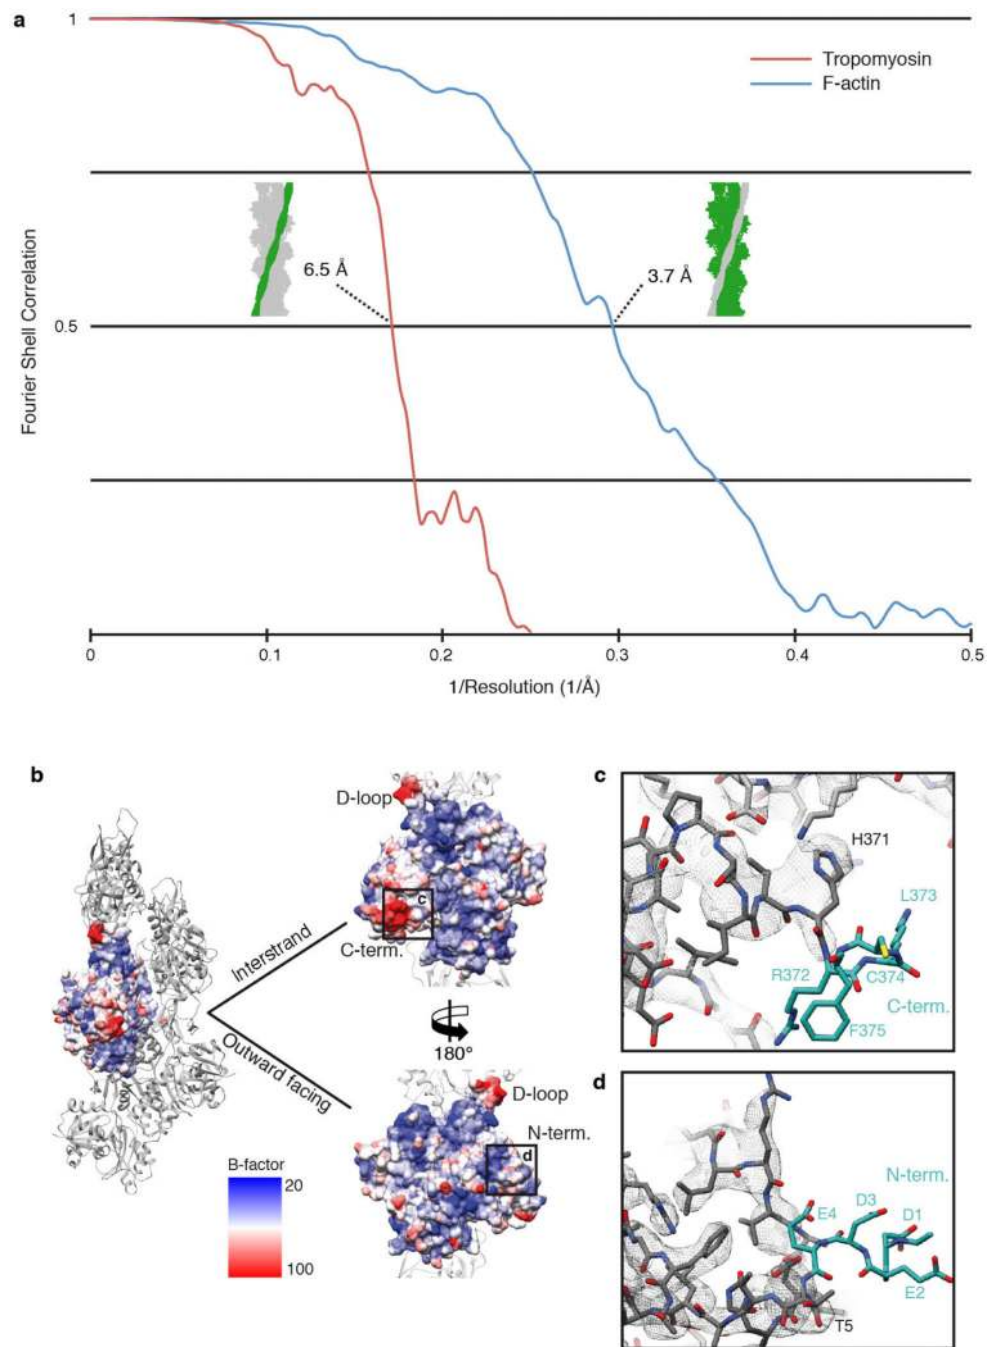 a
1
Tropomyosin
F-actin
6.5 Å
3.7 Å
Fourier Shell Correlation
0.5
0
0.1
0.2
0.3
0.4
0.5
1/Resolution (1/Å)
b
D-loop
c
C-term.
Interstrand
Outward facing
180°
D-loop
N-term.
d
B-factor
20
100
c
H371
L373
R372
C374
C-term.
F375
d
N-term.
E4
D3
D1
E2
T5